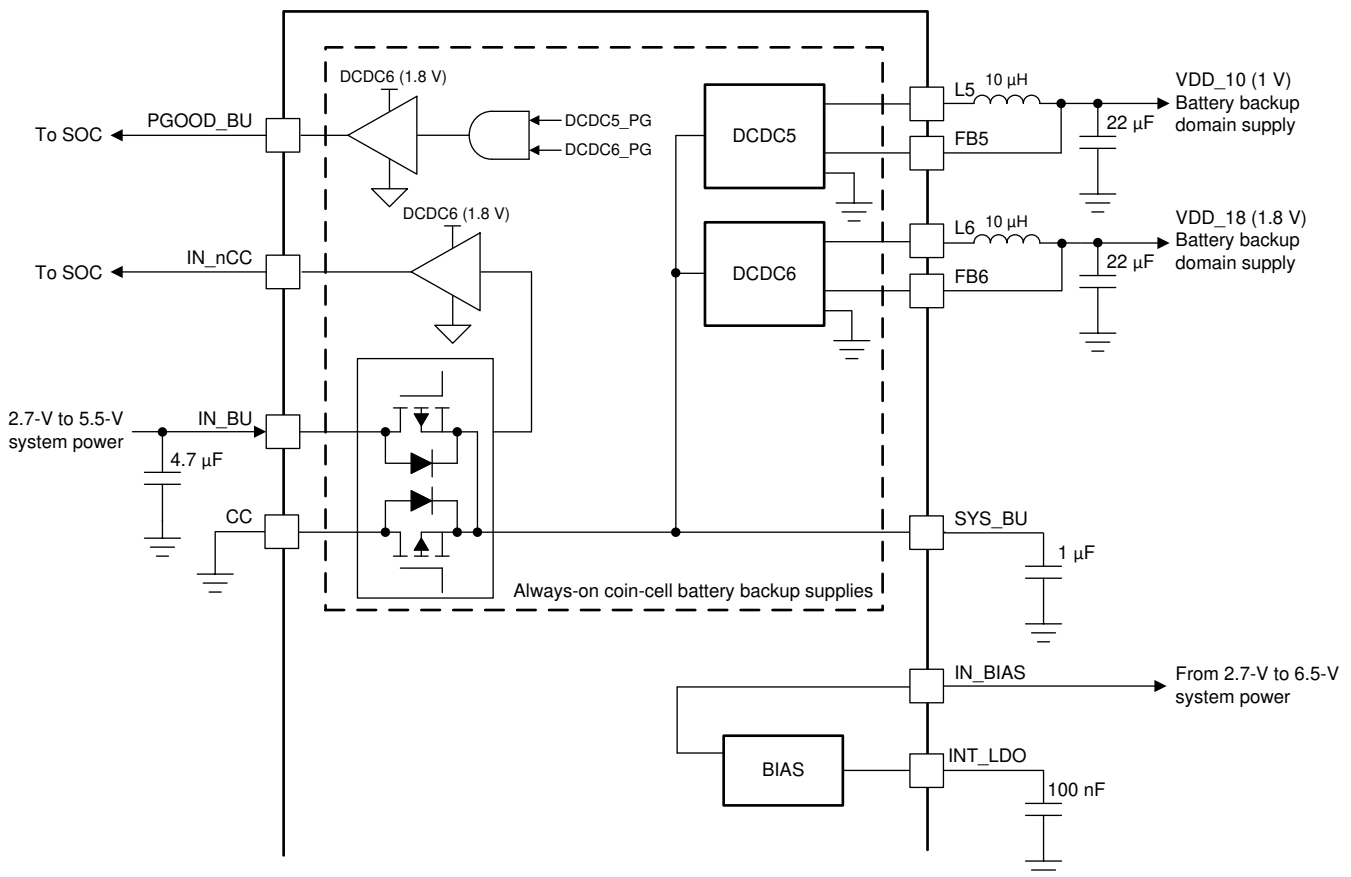 DCDC6 (1.8 V)
PGOOD_BU
To SOC
DCDC5_PG
DCDC6_PG
DCDC6 (1.8 V)
IN_nCC
To SOC
2.7-V to 5.5-V
system power
IN_BU
4.7 µF
CC
Always-on coin-cell battery backup supplies
DCDC5
L5
10 µH
FB5
22 µF
VDD_10 (1 V)
Battery backup
domain supply
DCDC6
L6
10 µH
FB6
22 µF
VDD_18 (1.8 V)
Battery backup
domain supply
SYS_BU
1 µF
IN_BIAS
From 2.7-V to 6.5-V
system power
BIAS
INT_LDO
100 nF